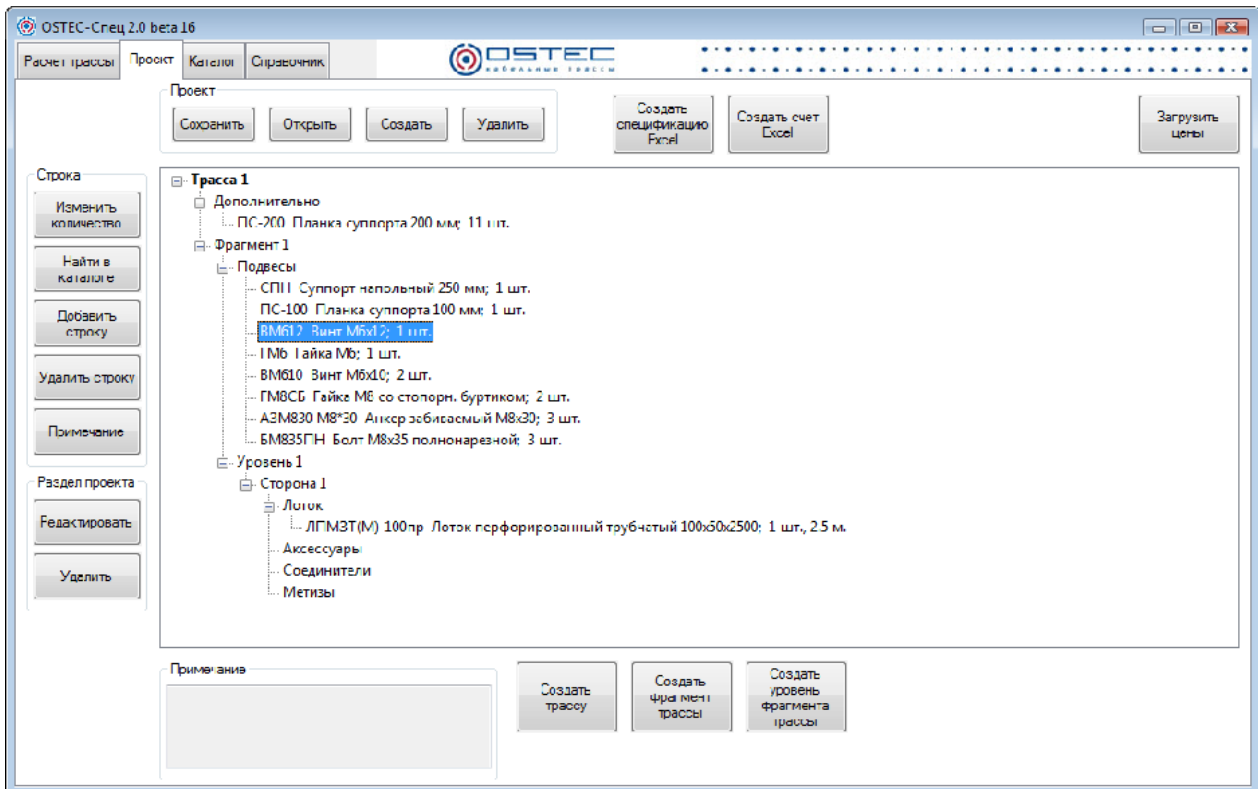 OSTEC-Спец 2.0 beta 16
Расчет трассы
Проект
Каталог
Справочник
OSTEC
кабельные трассы
Проект
Сохранить
Открыть
Создать
Удалить
Создать
спецификацию
Excel
Создать счет
Excel
Загрузить
цены
Строка
Изменить
количество
Найти в
каталоге
Добавить
строку
Удалить строку
Примечание
Раздел проекта
Редактировать
Удалить
Трасса 1
Дополнительно
ПС-200 Планка суппорта 200 мм; 11 шт.
Фрагмент 1
Подвесы
СПН Суппорт напольный 250 мм; 1 шт.
ПС-100 Планка суппорта 100 мм; 1 шт.
ВМ612 Винт М6х12; 1 шт.
ГМ6 Гайка М6; 1 шт.
ВМ610 Винт М6х10; 2 шт.
ГМ8СБ Гайка М8 со стопорн. буртиком; 2 шт.
АЗМ830 М8*30 Анкер забиваемый М8х30; 3 шт.
БМ835ПН Болт М8х35 полнонарезной; 3 шт.
Уровень 1
Сторона 1
Лоток
ЛПМЗТ(М) 100пр Лоток перфорированный трубчатый 100х50х2500; 1 шт., 2.5 м.
Аксессуары
Соединители
Метизы
Примечание
Создать
трассу
Создать
фрагмент
трассы
Создать
уровень
фрагмента
трассы